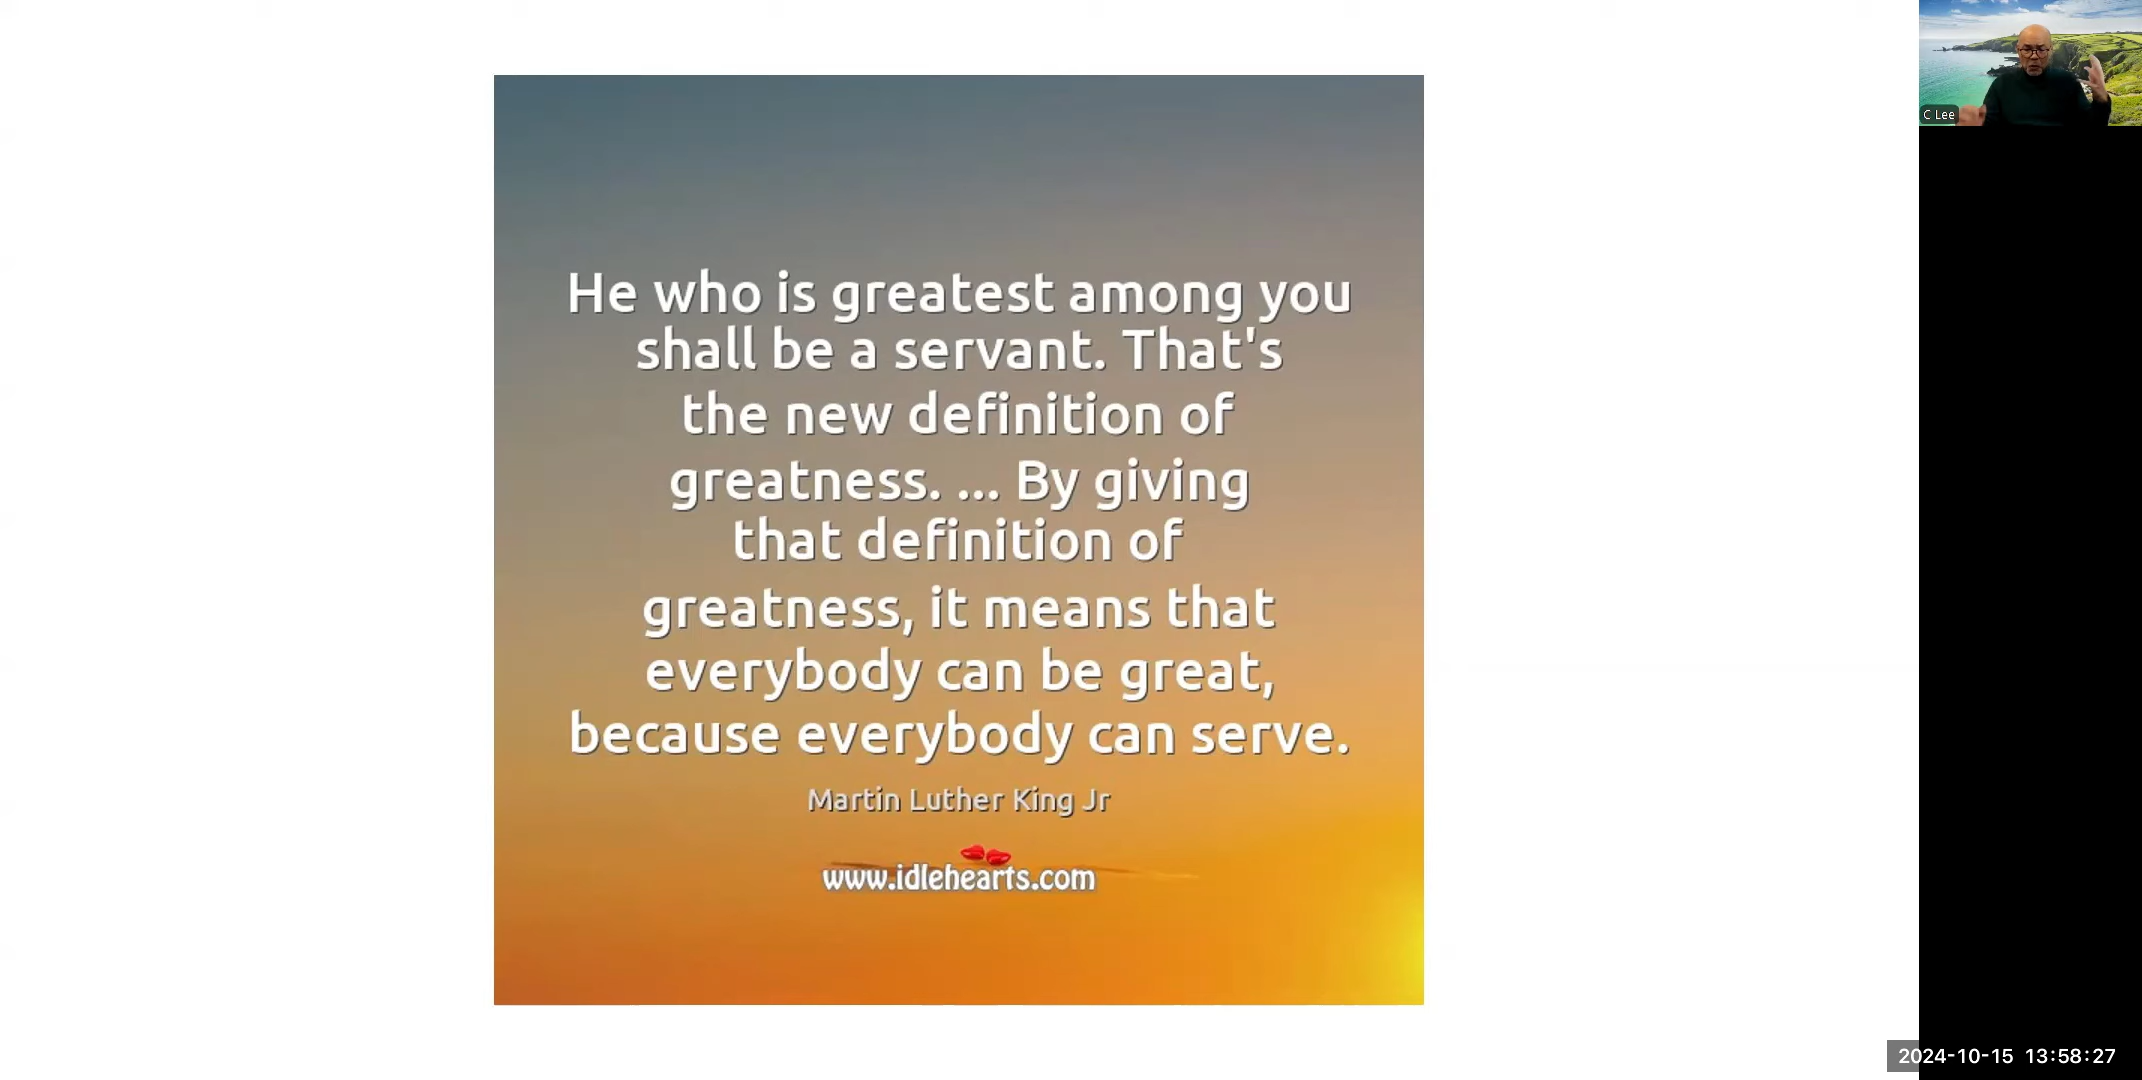 He who is greatest among you
shall be a servant. That's
the new definition of
greatness. ... By giving
that definition of
greatness, it means that
everybody can be great,
because everybody can serve.
Martin Luther King Jr
www.idlehearts.com
C Lee
2024-10-15 13:58:27